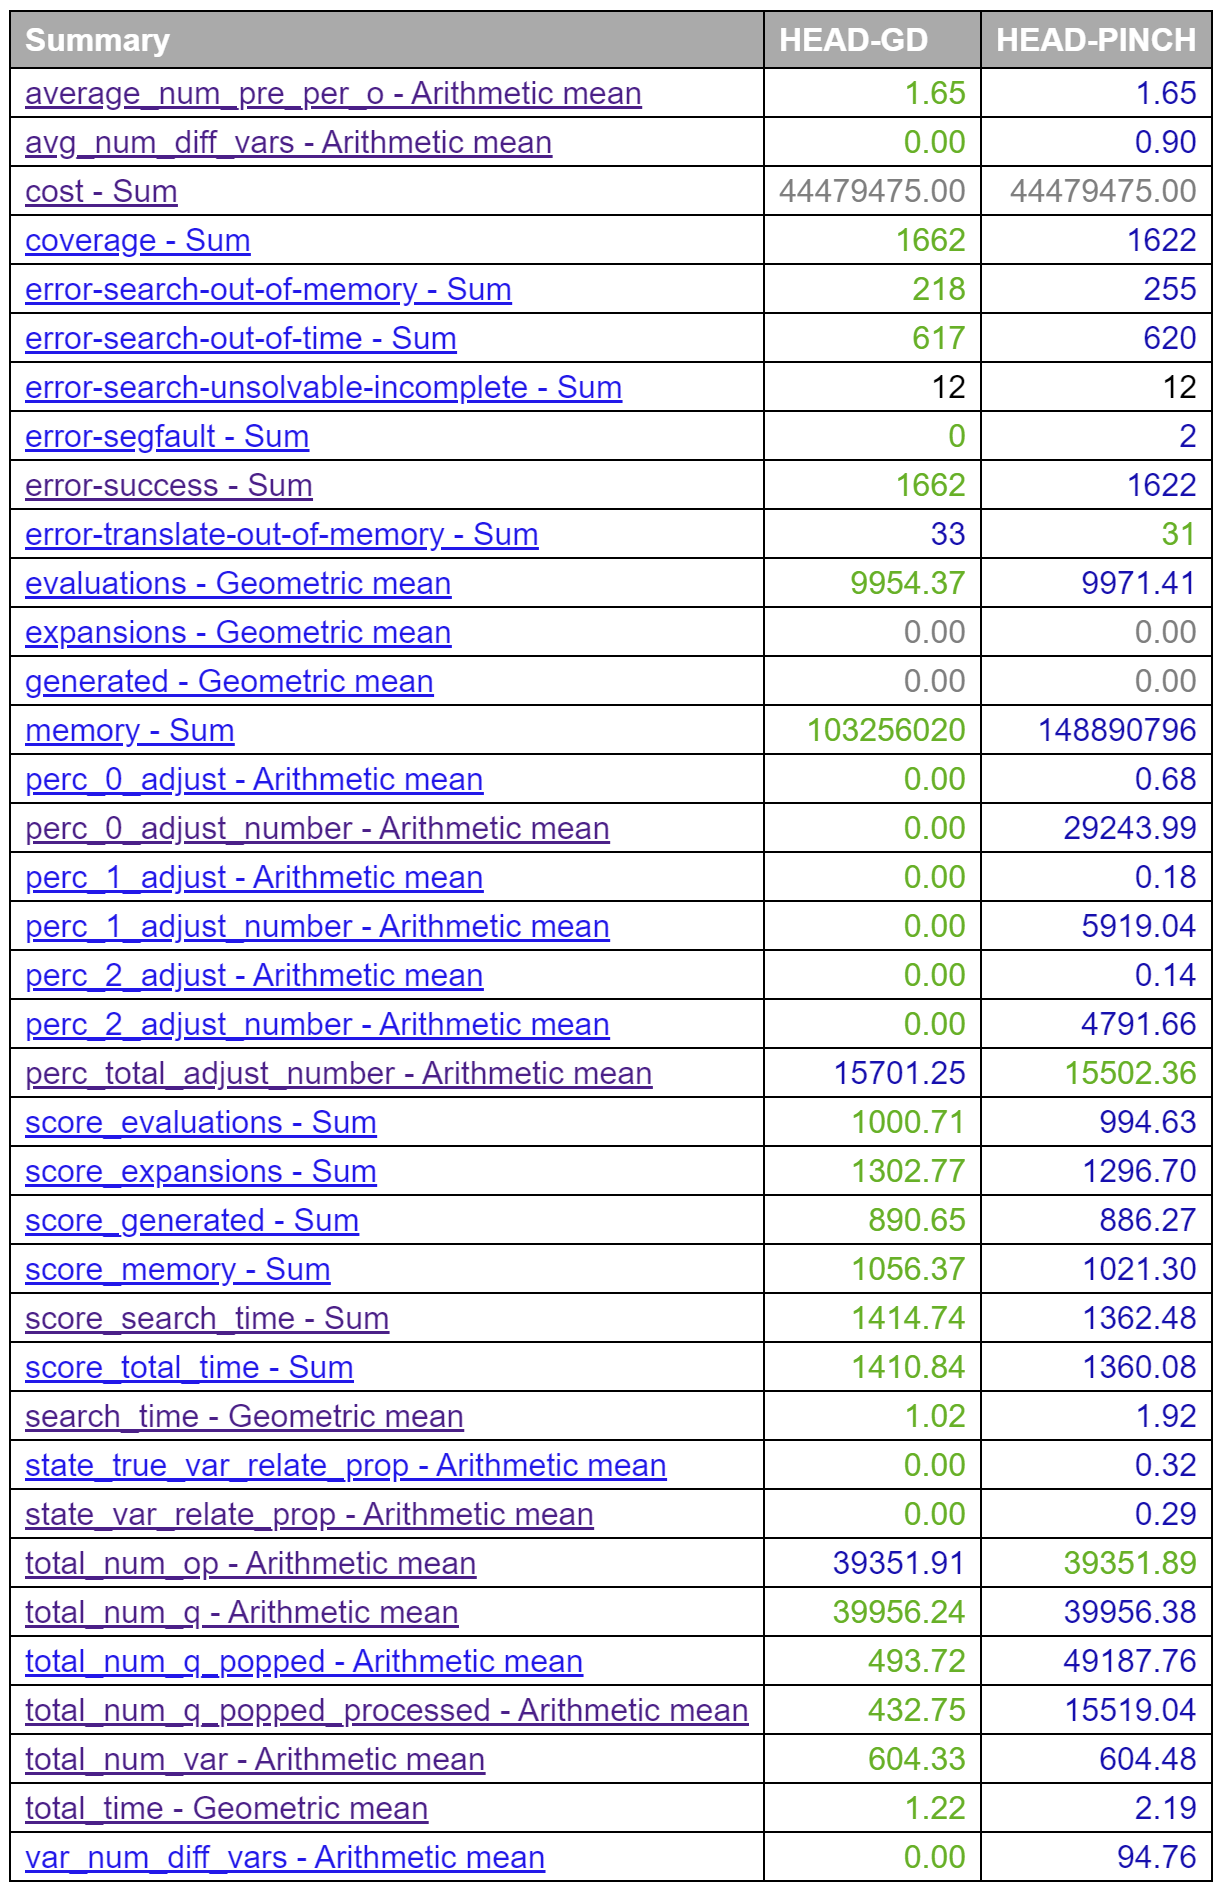 Summary HEAD-GD HEAD-PINCH
average_num_pre_per_o - Arithmetic mean 1.65 1.65
avg_num_diff_vars - Arithmetic mean 0.00 0.90
cost - Sum 44479475.00 44479475.00
coverage - Sum 1662 1622
error-search-out-of-memory - Sum 218 255
error-search-out-of-time - Sum 617 620
error-search-unsolvable-incomplete - Sum 12 12
error-segfault - Sum 0 2
error-success - Sum 1662 1622
error-translate-out-of-memory - Sum 33 31
evaluations - Geometric mean 9954.37 9971.41
expansions - Geometric mean 0.00 0.00
generated - Geometric mean 0.00 0.00
memory - Sum 103256020 148890796
perc_0_adjust - Arithmetic mean 0.00 0.68
perc_0_adjust_number - Arithmetic mean 0.00 29243.99
perc_1_adjust - Arithmetic mean 0.00 0.18
perc_1_adjust_number - Arithmetic mean 0.00 5919.04
perc_2_adjust - Arithmetic mean 0.00 0.14
perc_2_adjust_number - Arithmetic mean 0.00 4791.66
perc_total_adjust_number - Arithmetic mean 15701.25 15502.36
score_evaluations - Sum 1000.71 994.63
score_expansions - Sum 1302.77 1296.70
score_generated - Sum 890.65 886.27
score_memory - Sum 1056.37 1021.30
score_search_time - Sum 1414.74 1362.48
score_total_time - Sum 1410.84 1360.08
search_time - Geometric mean 1.02 1.92
state_true_var_relate_prop - Arithmetic mean 0.00 0.32
state_var_relate_prop - Arithmetic mean 0.00 0.29
total_num_op - Arithmetic mean 39351.91 39351.89
total_num_q - Arithmetic mean 39956.24 39956.38
total_num_q_popped - Arithmetic mean 493.72 49187.76
total_num_q_popped_processed - Arithmetic mean 432.75 15519.04
total_num_var - Arithmetic mean 604.33 604.48
total_time - Geometric mean 1.22 2.19
var_num_diff_vars - Arithmetic mean 0.00 94.76